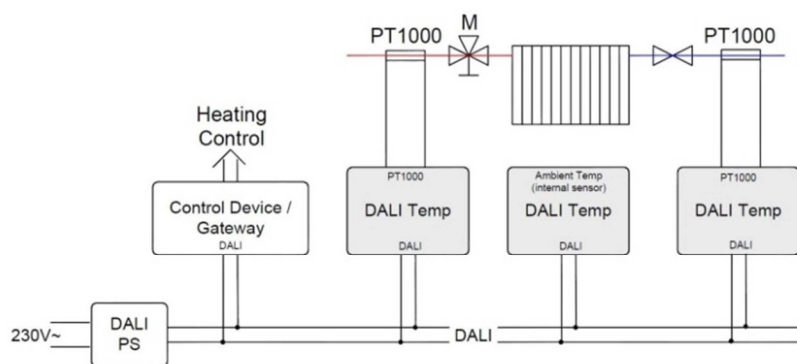 PT1000
M
PT1000
Heating
Control
PT1000
DALI Temp
DALI
Ambient Temp
(internal sensor)
DALI Temp
DALI
PT1000
DALI Temp
DALI
Control Device /
Gateway
DALI
230V~
DALI
PS
DALI